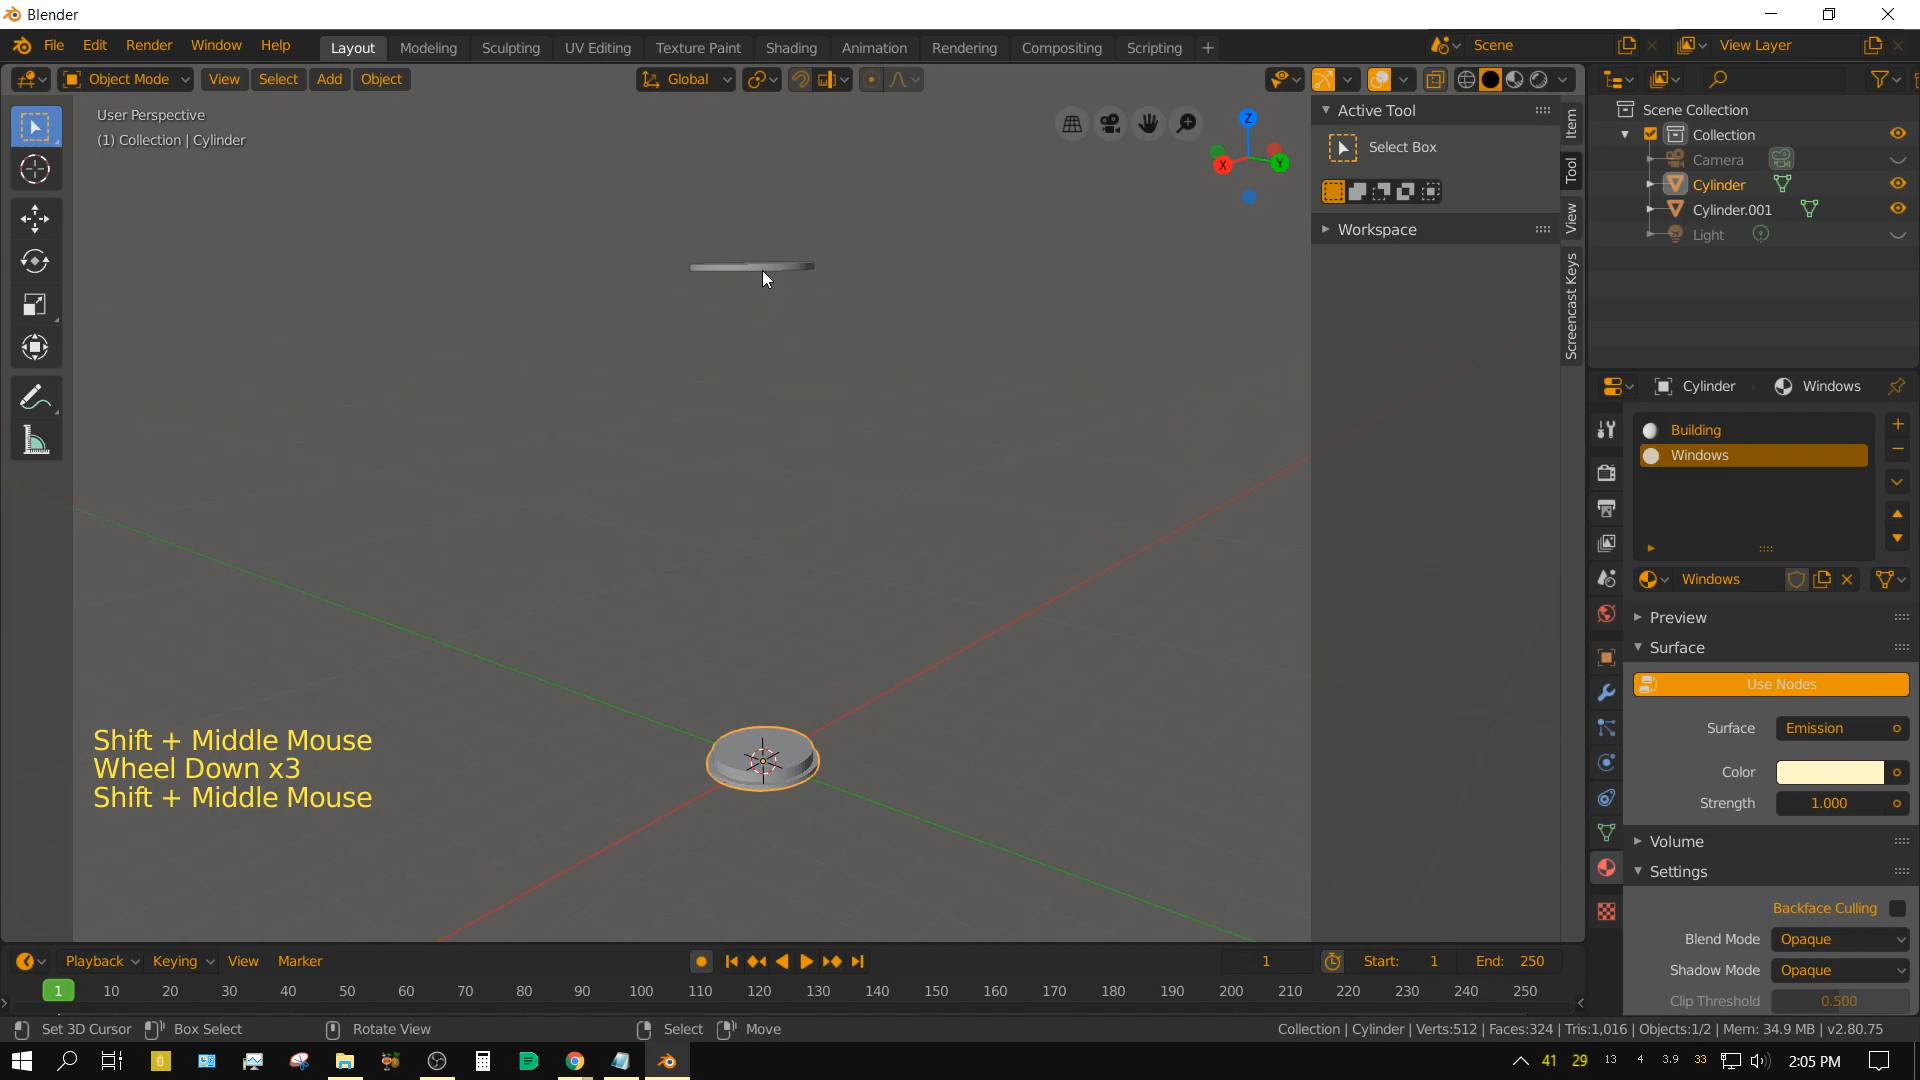 Blender
File Edit Render Window Help Layout Modeling Sculpting UV Editing Texture Paint Shading Animation Rendering Compositing Scripting + Scene View Layer
Object Mode View Select Add Object Global
User Perspective
(1) Collection | Cylinder
Z
X
Y
Active Tool
Select Box
Workspace
Item
Tool
View
Screencast Keys
Scene Collection
Collection
Camera
Cylinder
Cylinder.001
Light
Cylinder Windows
Building
Windows
Windows
Preview
Surface
Use Nodes
Surface Emission
Color
Strength 1.000
Volume
Settings
Backface Culling
Blend Mode Opaque
Shadow Mode Opaque
Clip Threshold 0.500
Shift + Middle Mouse
Wheel Down x3
Shift + Middle Mouse
Playback Keying View Marker 1 Start: 1 End: 250
1 10 20 30 40 50 60 70 80 90 100 110 120 130 140 150 160 170 180 190 200 210 220 230 240 250
Set 3D Cursor Box Select Rotate View Select Move Collection | Cylinder | Verts:512 | Faces:324 | Tris:1,016 | Objects:1/2 | Mem: 34.9 MB | v2.80.75
41 29 13 4 3.9 33 2:05 PM